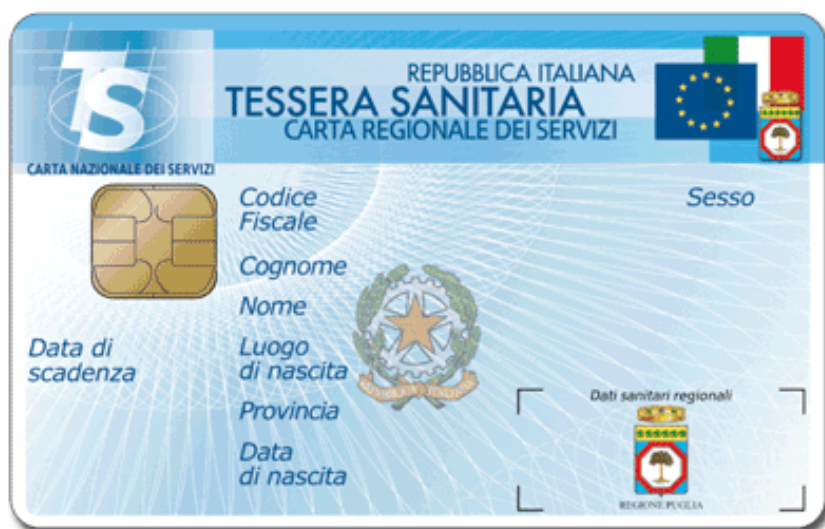 TS
REPUBBLICA ITALIANA
TESSERA SANITARIA
CARTA REGIONALE DEI SERVIZI
CARTA NAZIONALE DEI SERVIZI
Codice
Fiscale
Sesso
Cognome
Nome
Data di
scadenza
Luogo
di nascita
Provincia
Data
di nascita
Dati sanitari regionali
REGIONE PUGLIA